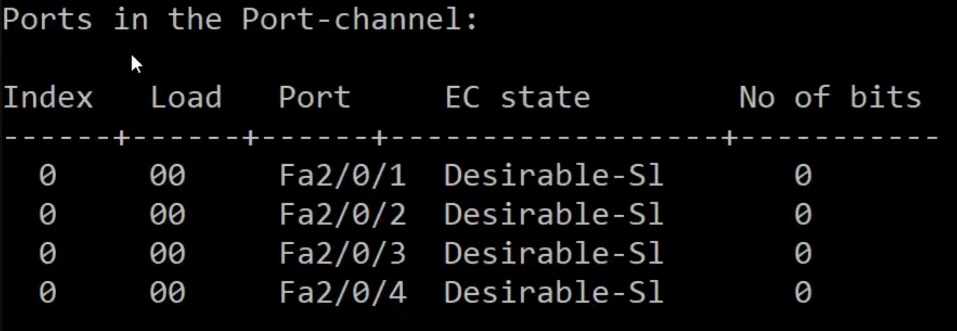 Ports in the Port-channel:
Index   Load   Port     EC state        No of bits
------+------+------+------------------+-----------
  0     00     Fa2/0/1  Desirable-Sl       0
  0     00     Fa2/0/2  Desirable-Sl       0
  0     00     Fa2/0/3  Desirable-Sl       0
  0     00     Fa2/0/4  Desirable-Sl       0